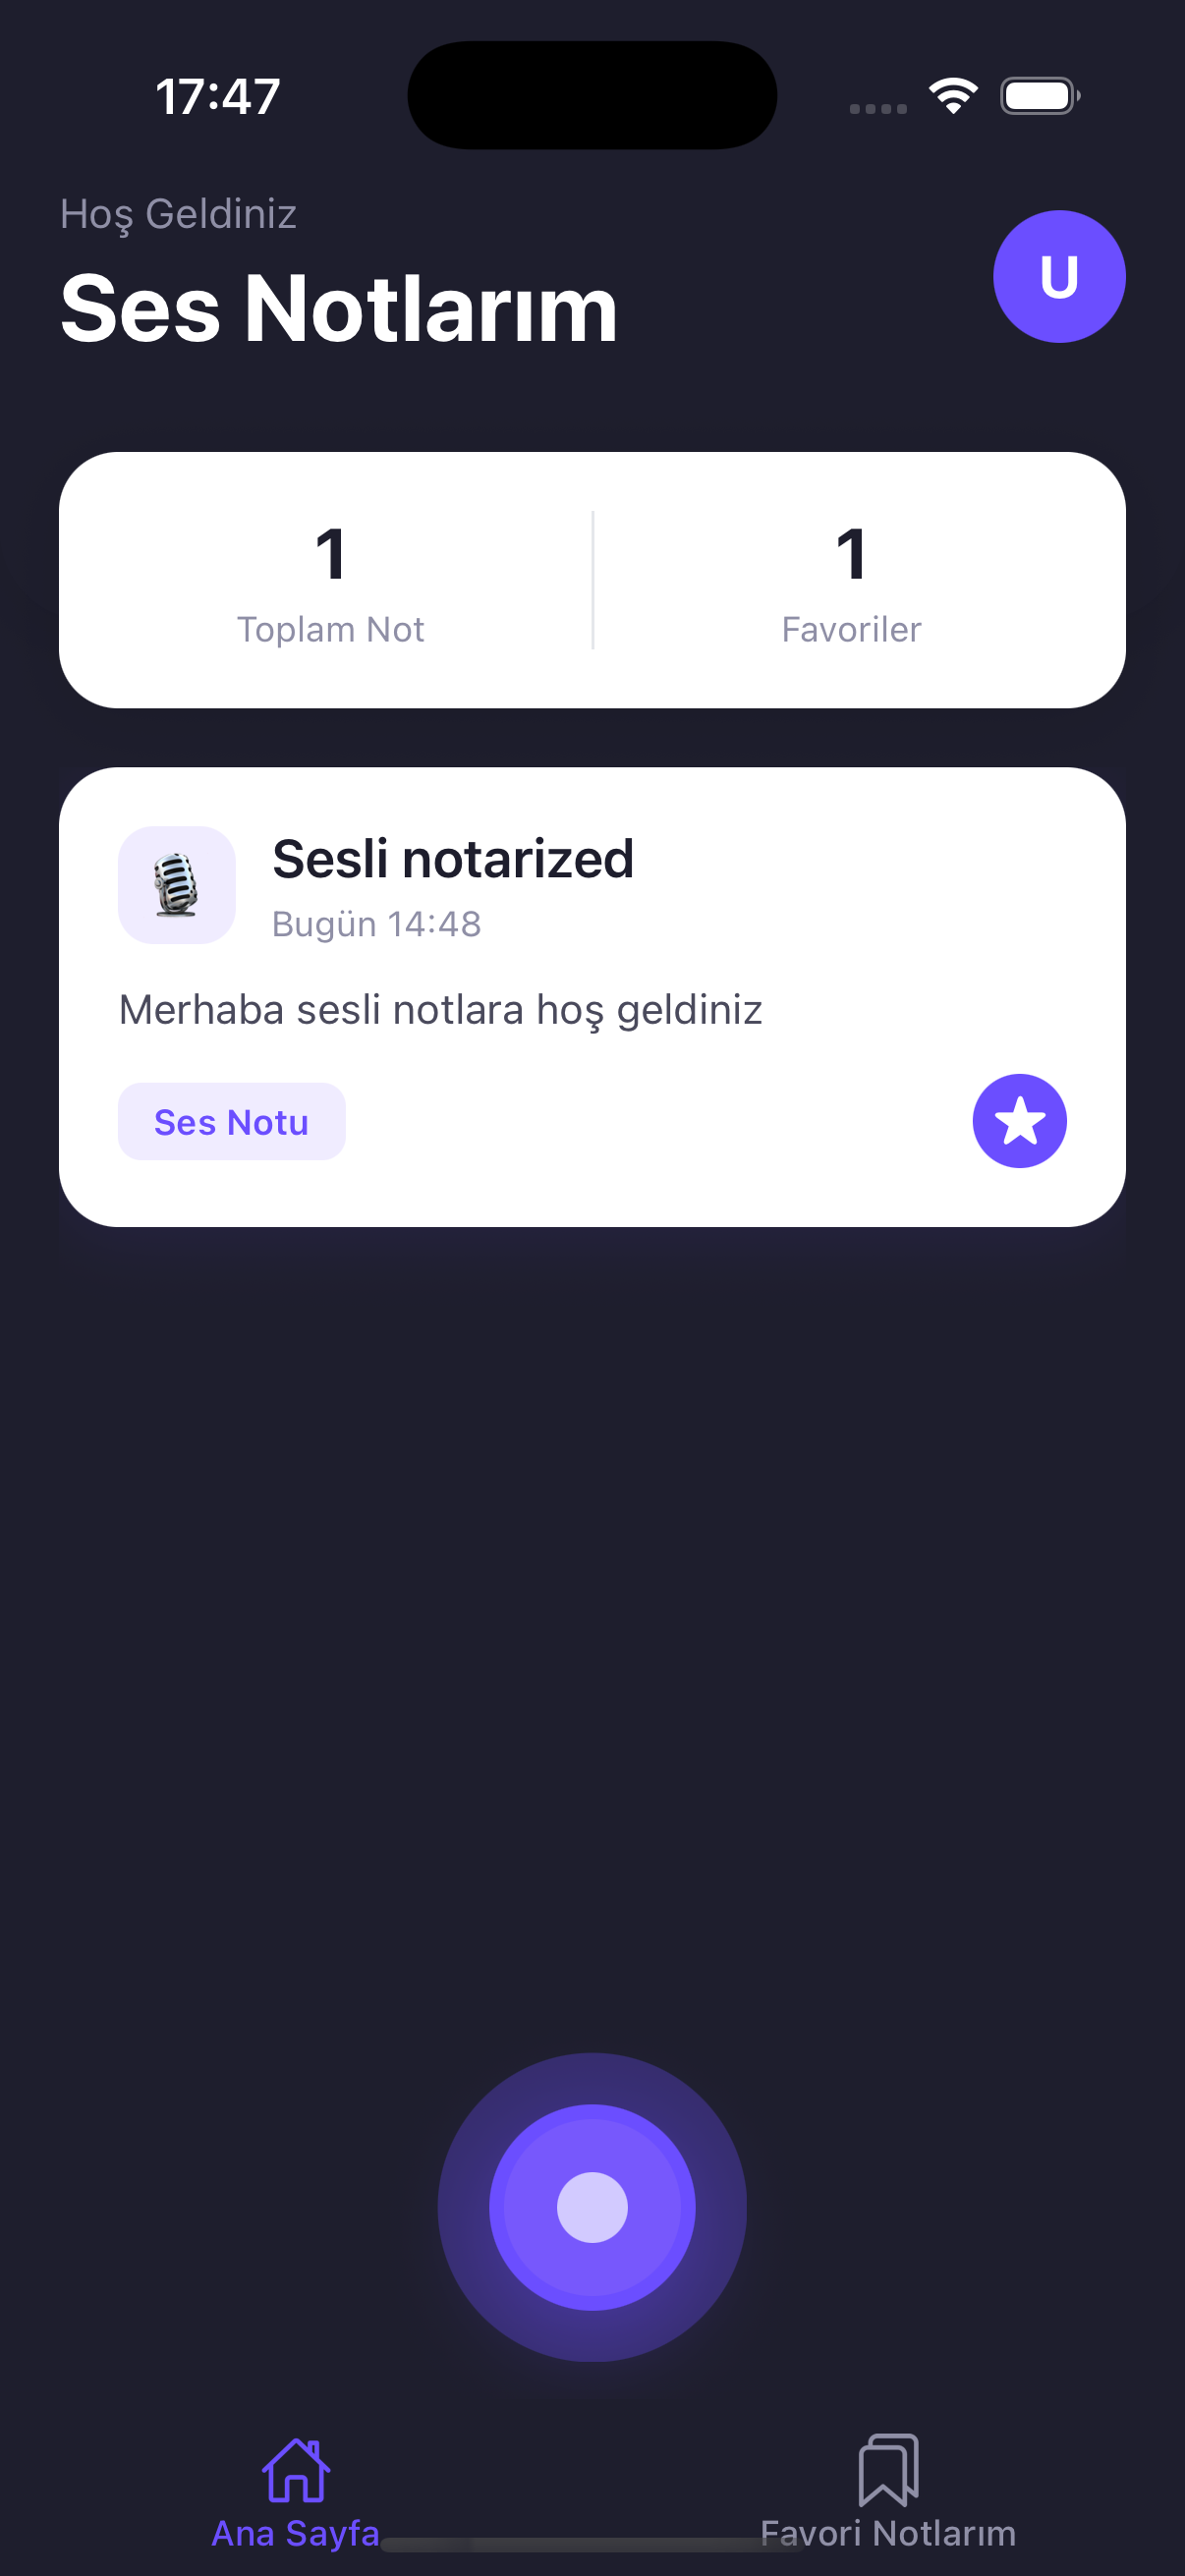 17:47
Hoş Geldiniz
Ses Notlarım
U
1
1
Toplam Not
Favoriler
Sesli notarized
Bugün 14:48
Merhaba sesli notlara hoş geldiniz
Ses Notu
Ana Sayfa
Favori Notlarım